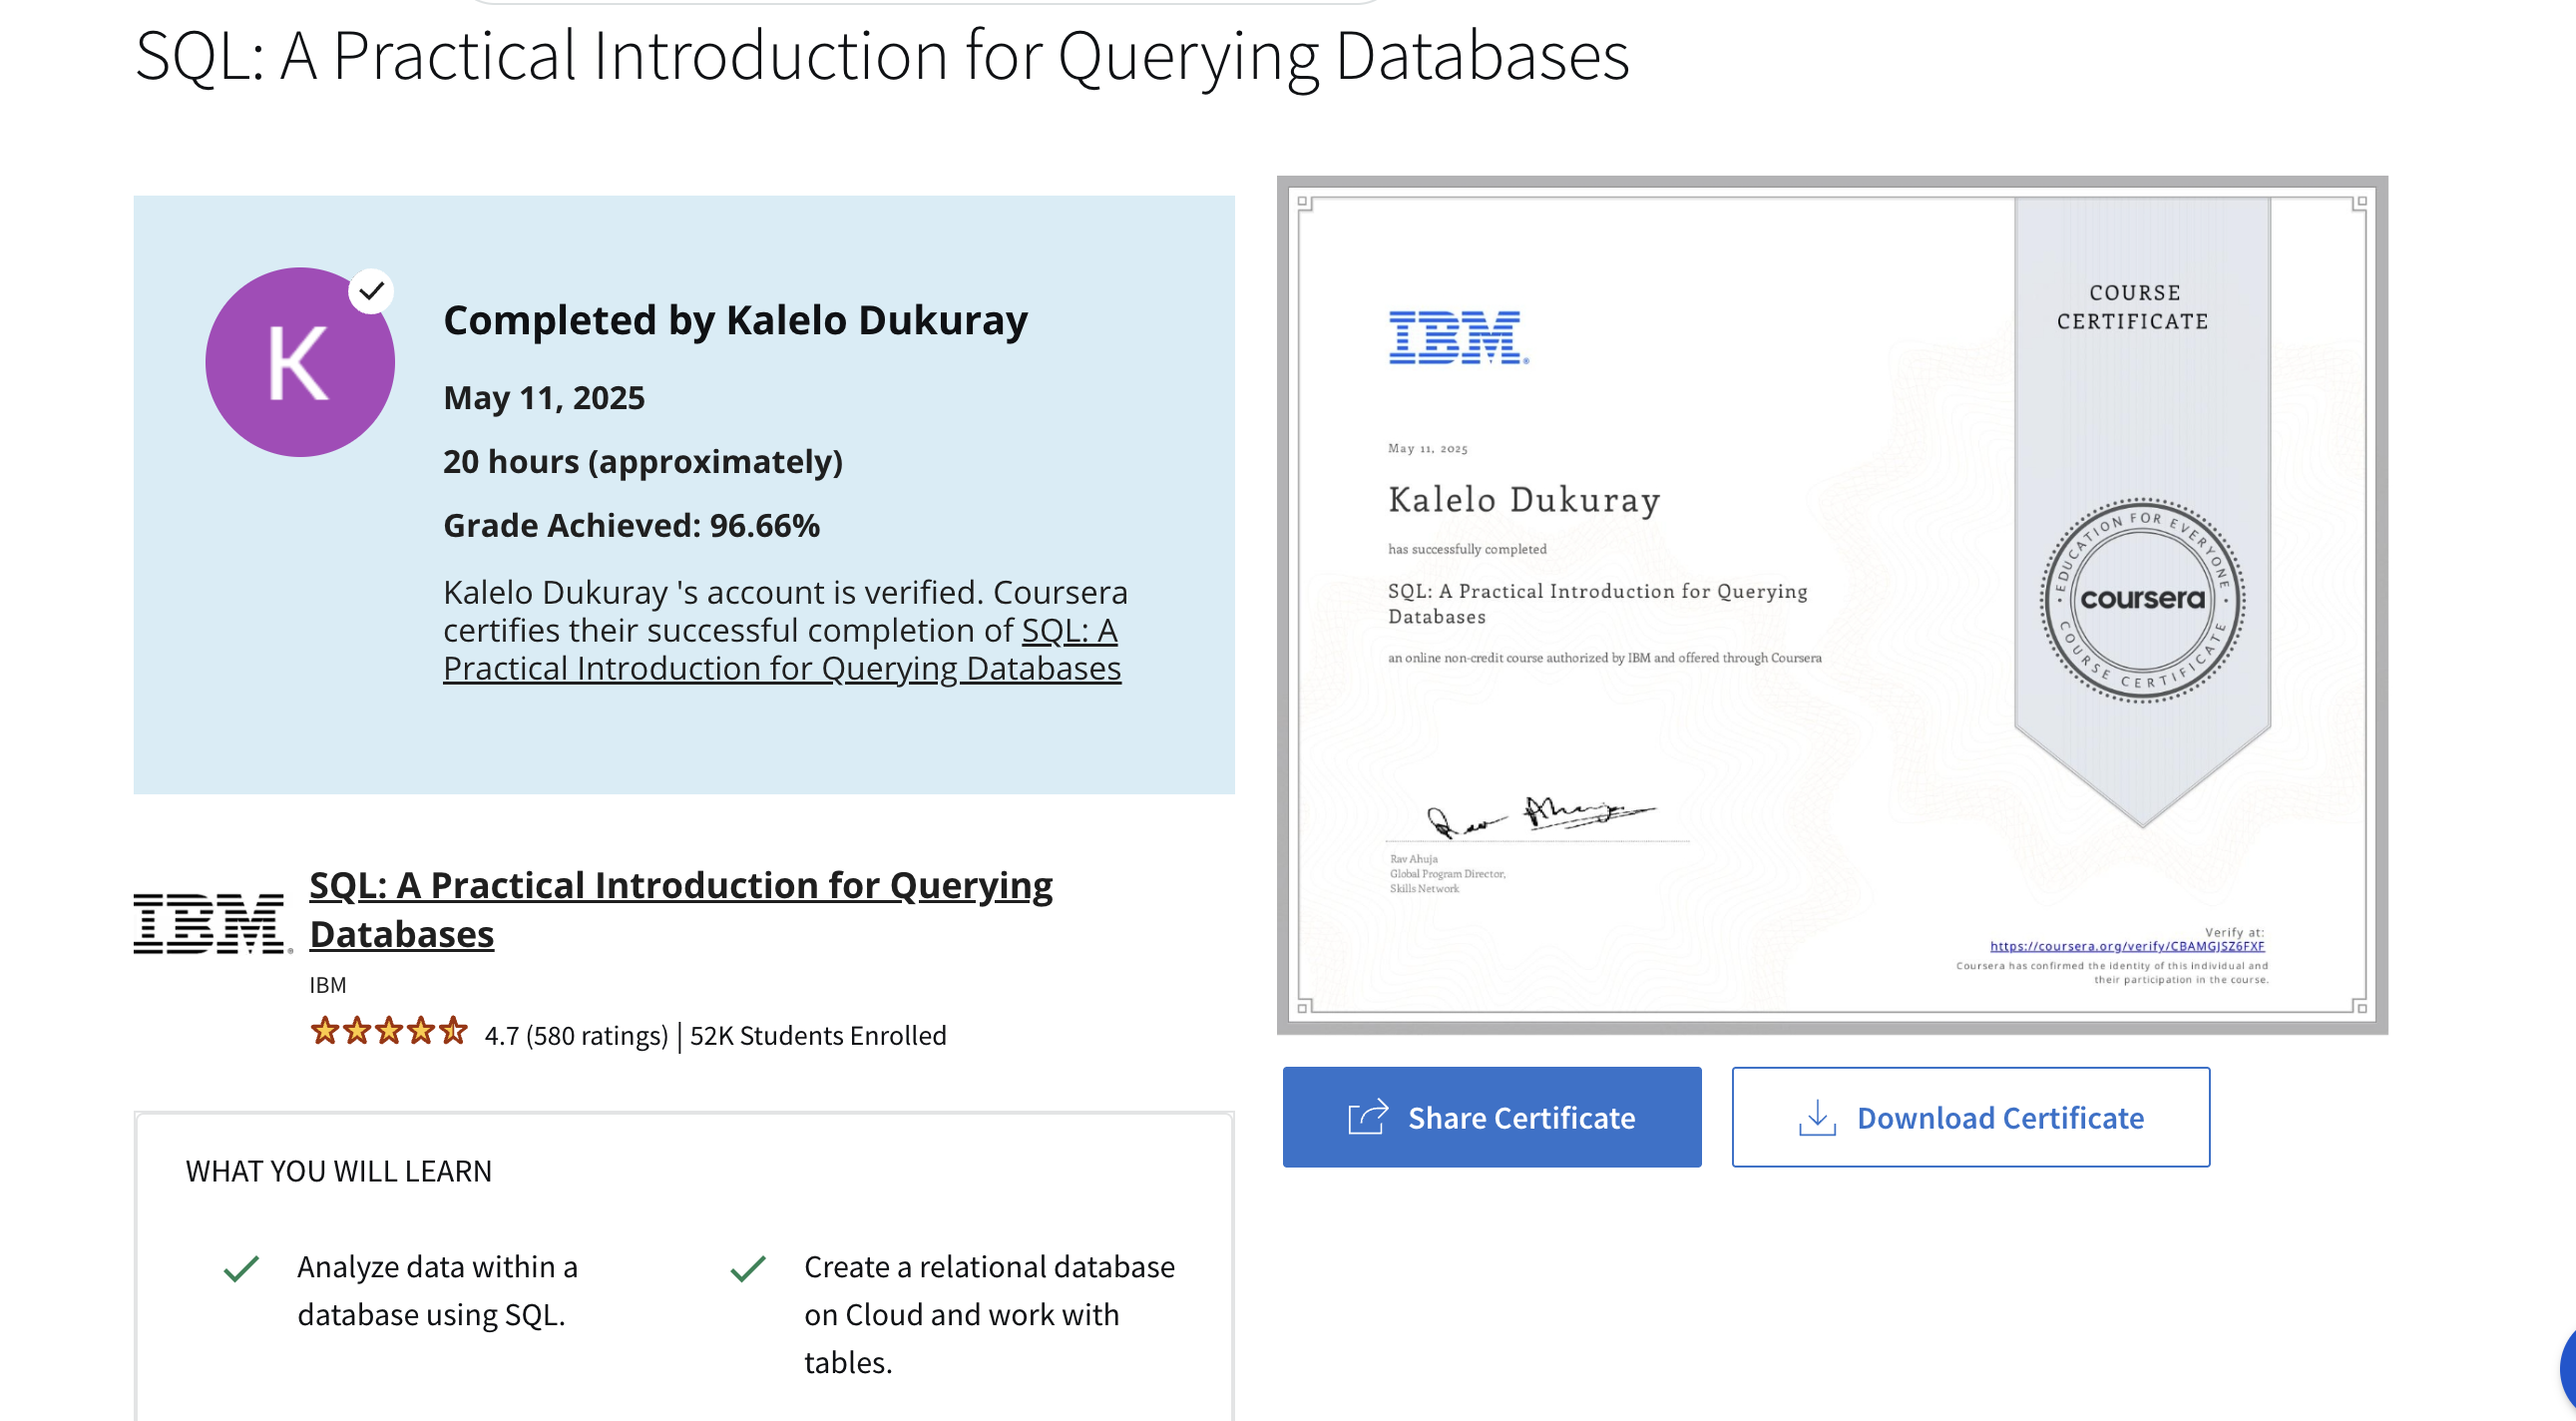 SQL: A Practical Introduction for Querying Databases
K
Completed by Kalelo Dukuray
May 11, 2025
20 hours (approximately)
Grade Achieved: 96.66%
Kalelo Dukuray 's account is verified. Coursera
certifies their successful completion of SQL: A
Practical Introduction for Querying Databases
IBM
SQL: A Practical Introduction for Querying
Databases
IBM
4.7 (580 ratings) | 52K Students Enrolled
WHAT YOU WILL LEARN
Analyze data within a
database using SQL.
Create a relational database
on Cloud and work with
tables.
IBM
May 11, 2025
Kalelo Dukuray
has successfully completed
SQL: A Practical Introduction for Querying
Databases
an online non-credit course authorized by IBM and offered through Coursera
Rav Ahuja
Rav Ahuja
Global Program Director,
Skills Network
COURSE
CERTIFICATE
EDUCATION FOR EVERYONE
coursera
COURSE CERTIFICATE
Verify at:
https://coursera.org/verify/CBAMGJSZ6FXF
Coursera has confirmed the identity of this individual and
their participation in the course.
Share Certificate
Download Certificate